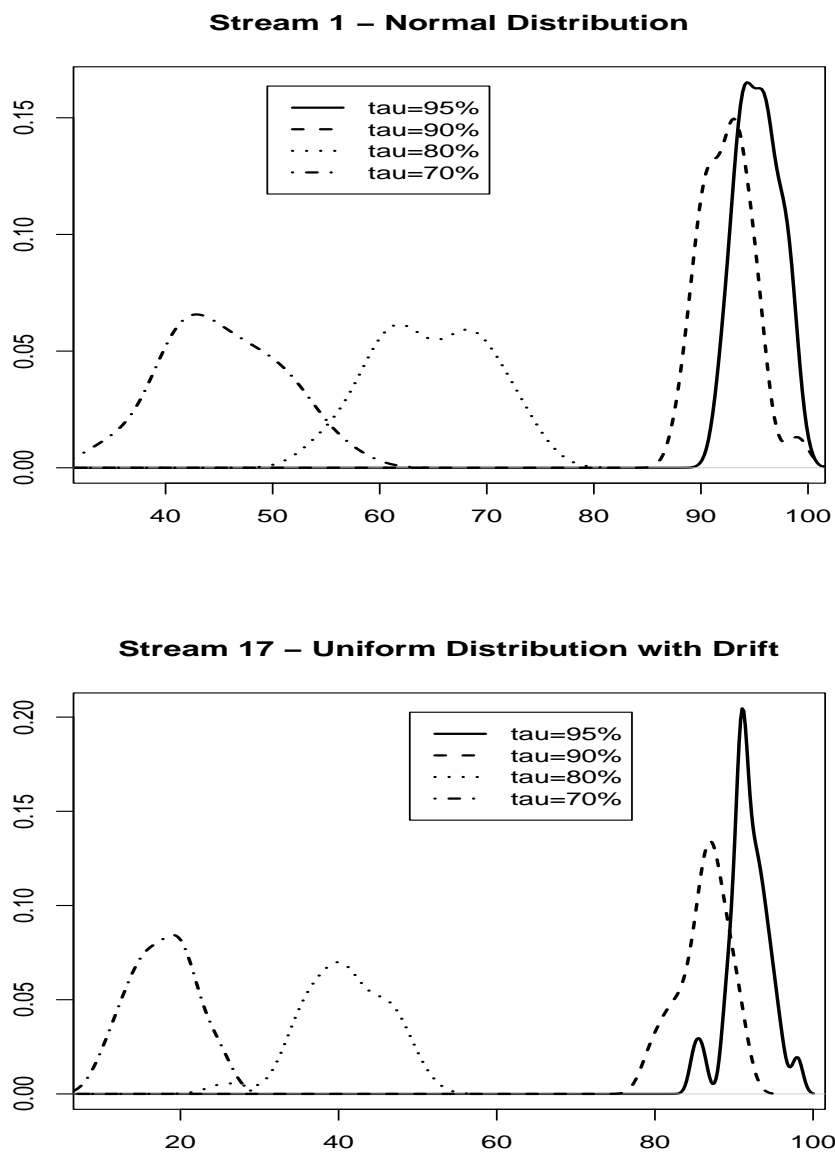 Stream 1 – Normal Distribution
tau=95%
tau=90%
tau=80%
tau=70%
0.15
0.10
0.05
0.00
40 50 60 70 80 90 100
Stream 17 – Uniform Distribution with Drift
tau=95%
tau=90%
tau=80%
tau=70%
0.20
0.15
0.10
0.05
0.00
20 40 60 80 100